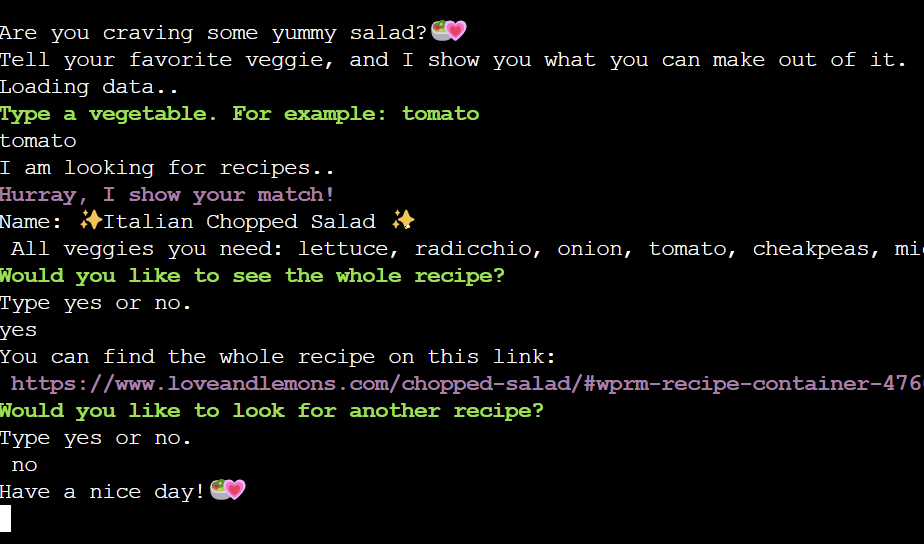 Are you craving some yummy salad?🥗💗
Tell your favorite veggie, and I show you what you can make out of it.
Loading data..
Type a vegetable. For example: tomato
tomato
I am looking for recipes..
Hurray, I show your match!
Name: ✨Italian Chopped Salad ✨
All veggies you need: lettuce, radicchio, onion, tomato, cheakpeas,
Would you like to see the whole recipe?
Type yes or no.
yes
You can find the whole recipe on this link:
https://www.loveandlemons.com/chopped-salad/#wprm-recipe-container-476
Would you like to look for another recipe?
Type yes or no.
no
Have a nice day!🥗💗